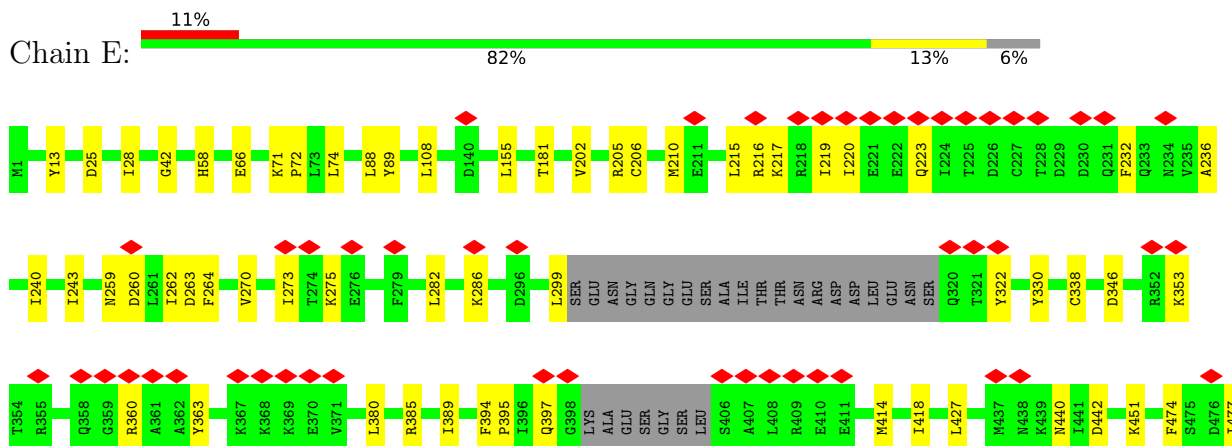 11%
Chain E:
82% 13% 6%
M1 Y13 D25 I28 G42 H58 E66 K71 P72 L73 L74 L88 Y89 L108 D140 L155 T181 V202 R205 C206 M210 E211 L215 R216 K217 R218 I219 I220 E221 E222 Q223 I224 T225 D226 C227 T228 D229 D230 Q231 F232 Q233 N234 V235 A236
I240 I243 N259 D260 L261 I262 D263 F264 V270 I273 T274 K275 E276 F279 L282 K286 D296 L299 SER GLU ASN GLY GLN GLY GLU SER ALA ILE THR THR ASN ARG ASP ASP LEU GLU ASN SER Q320 T321 Y322 Y330 C338 D346 R352 K353
T354 R355 Q358 G359 R360 A361 A362 Y363 K367 K368 K369 E370 V371 L380 R385 I389 F394 P395 I396 Q397 G398 LYS ALA GLU SER GLY SER LEU S406 A407 L408 R409 E410 E411 M414 I418 L427 M437 N438 K439 N440 I441 D442 K451 F474 S475 D476 R477